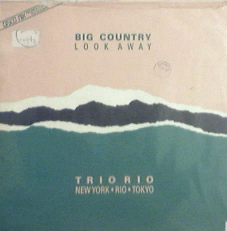 BIG COUNTRY
LOOK AWAY
TRIO RIO
NEW YORK • RIO • TOKYO